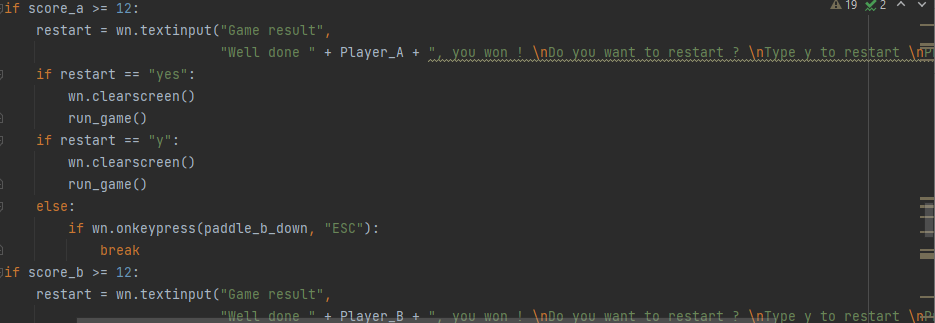 if score_a >= 12:
19 2
restart = wn.textinput("Game result",
"Well done " + Player_A + ", you won ! \nDo you want to restart ? \nType y to restart \n
if restart == "yes":
wn.clearscreen()
run_game()
if restart == "y":
wn.clearscreen()
run_game()
else:
if wn.onkeypress(paddle_b_down, "ESC"):
break
if score_b >= 12:
restart = wn.textinput("Game result",
"Well done " + Player_B + ", you won ! \nDo you want to restart ? \nType y to restart \n